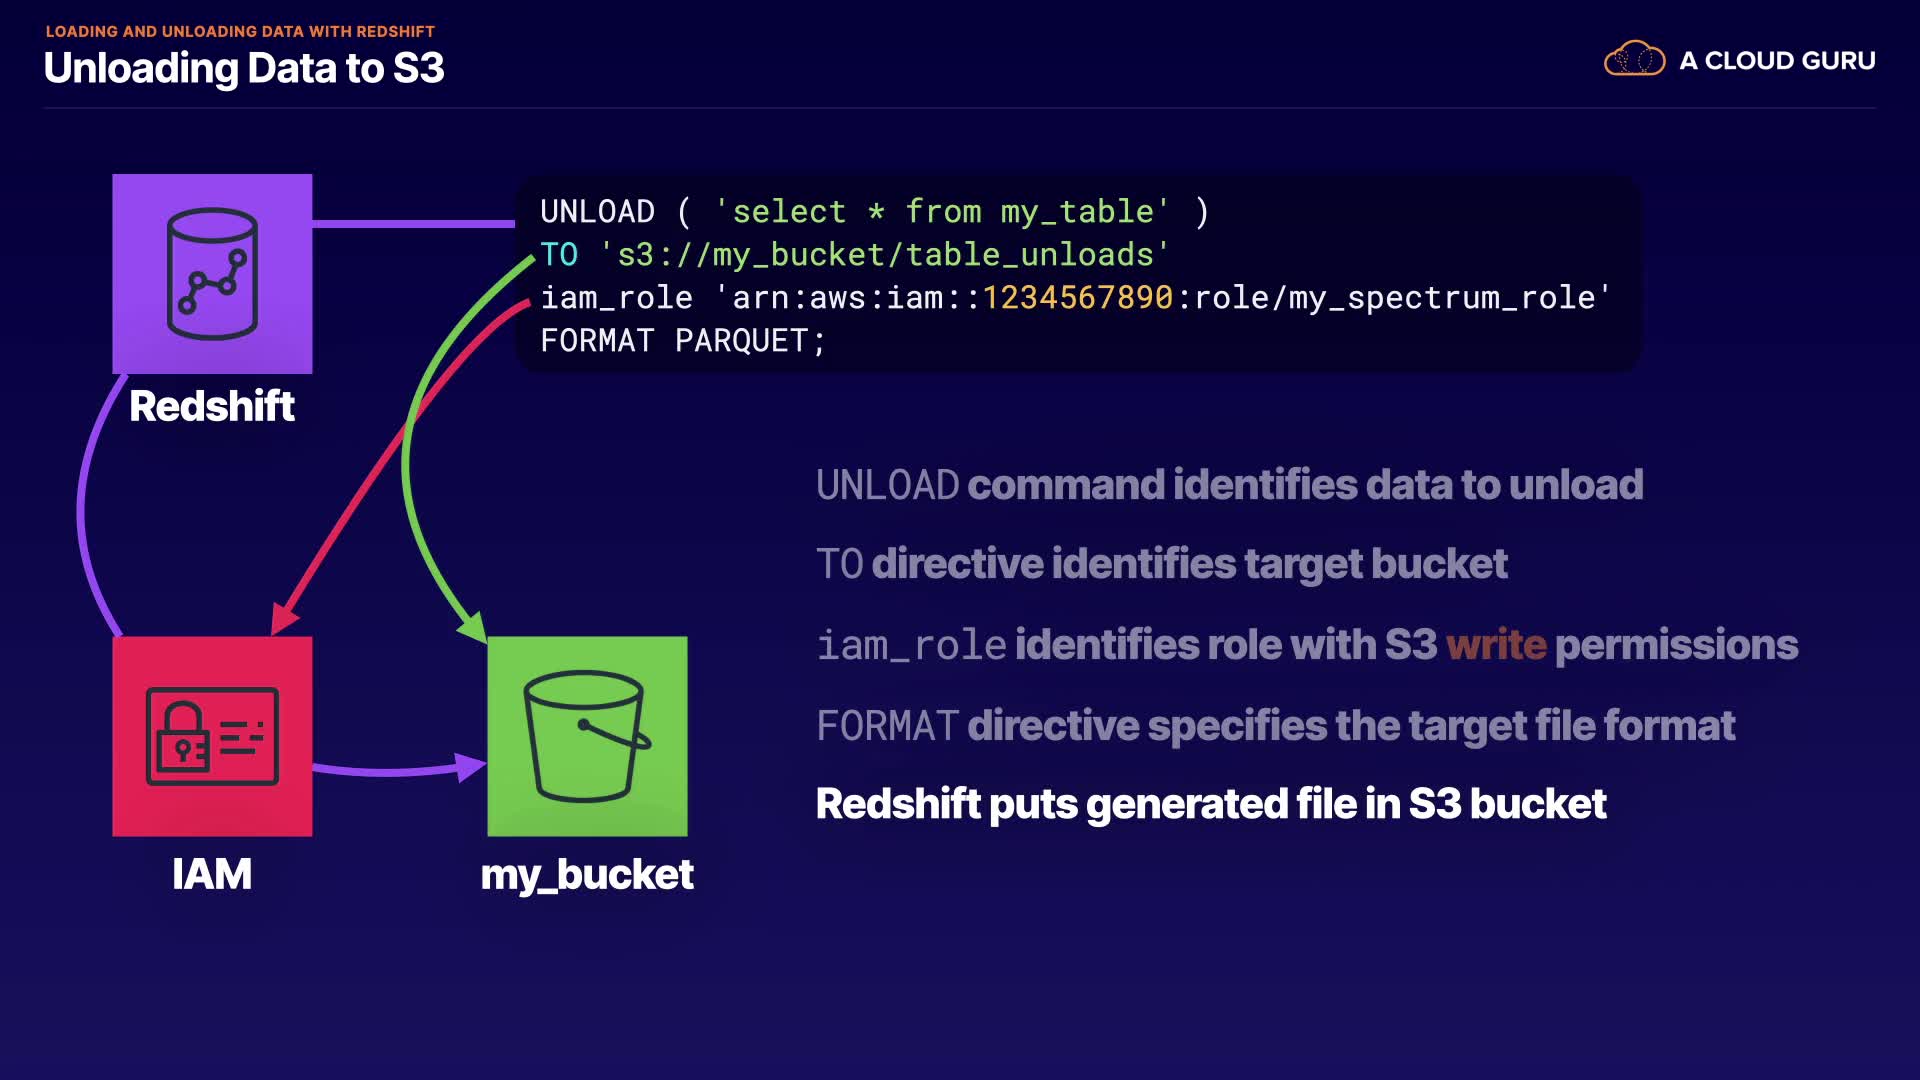 LOADING AND UNLOADING DATA WITH REDSHIFT
Unloading Data to S3
A CLOUD GURU
UNLOAD ( 'select * from my_table' )
TO 's3://my_bucket/table_unloads'
iam_role 'arn:aws:iam::1234567890:role/my_spectrum_role'
FORMAT PARQUET;
Redshift
UNLOAD command identifies data to unload
TO directive identifies target bucket
iam_role identifies role with S3 write permissions
FORMAT directive specifies the target file format
Redshift puts generated file in S3 bucket
IAM
my_bucket